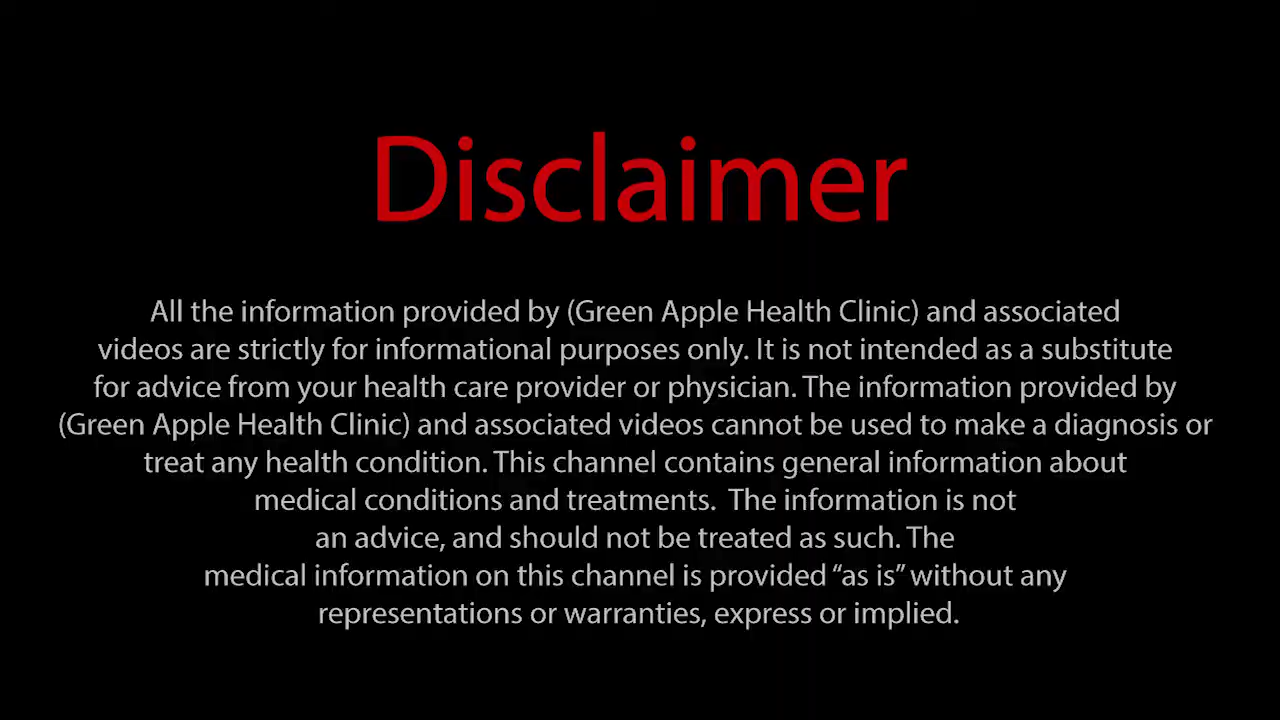 Disclaimer
All the information provided by (Green Apple Health Clinic) and associated
videos are strictly for informational purposes only. It is not intended as a substitute
for advice from your health care provider or physician. The information provided by
(Green Apple Health Clinic) and associated videos cannot be used to make a diagnosis or
treat any health condition. This channel contains general information about
medical conditions and treatments.  The information is not
an advice, and should not be treated as such. The
medical information on this channel is provided “as is” without any
representations or warranties, express or implied.